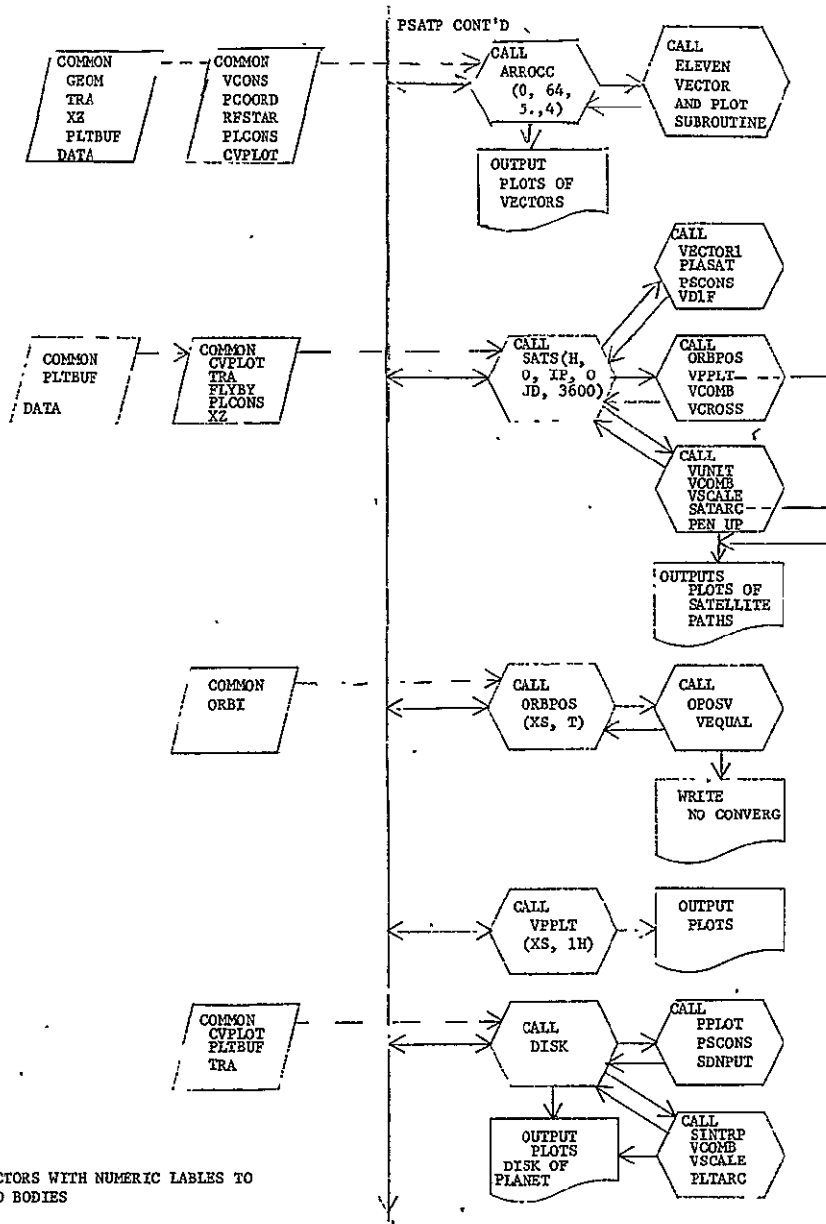 PSATP CONT'D
COMMON
GEOM
TRA
XZ
PLTBUF
DATA
COMMON
VCONS
PCOORD
RFSTAR
PLCONS
CVPLOT
CALL
ARROCC
(0, 64,
5.,4)
CALL
ELEVEN
VECTOR
AND PLOT
SUBROUTINE
OUTPUT
PLOTS OF
VECTORS
CALL
VECTOR1
PLASAT
PSCONS
VD1F
COMMON
PLTBUF
DATA
COMMON
CVPLOT
TRA
FLYBY
PLCONS
XZ
CALL
SATS(H,
O, IP, O
JD, 3600)
CALL
ORBPOS
VPPLT
VCOMB
VCROSS
CALL
VUNIT
VCOMB
VSCALE
SATARC
PEN UP
OUTPUTS
PLOTS OF
SATELLITE
PATHS
COMMON
ORBI
CALL
ORBPOS
(XS, T)
CALL
OPOSV
VEQUAL
WRITE
NO CONVERG
CALL
VPPLT
(XS, 1H)
OUTPUT
PLOTS
COMMON
CVPLOT
PLTBUF
TRA
CALL
DISK
CALL
PPLOT
PSCONS
SDNPUT
OUTPUT
PLOTS
DISK OF
PLANET
CALL
SINTRP
VCOMB
VSCALE
PLTARC
CTORS WITH NUMERIC LABLES TO
D BODIES